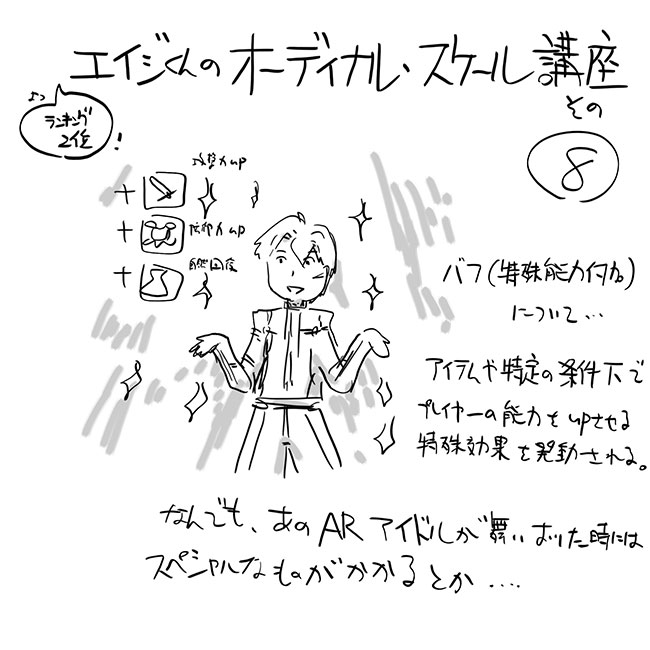 エイジくんのオーディナル・スケール講座
その
8
よっ
ランキング
2位
!
+ 攻撃力up
+ 防御力up
+ 自然回復
バフ(特殊能力付加)
について…
アイテムや特定の条件下で
プレイヤーの能力をupさせる
特殊効果を発動される。
なんでも、あのARアイドルが舞いおりた時には
スペシャルなものがかかるとか....